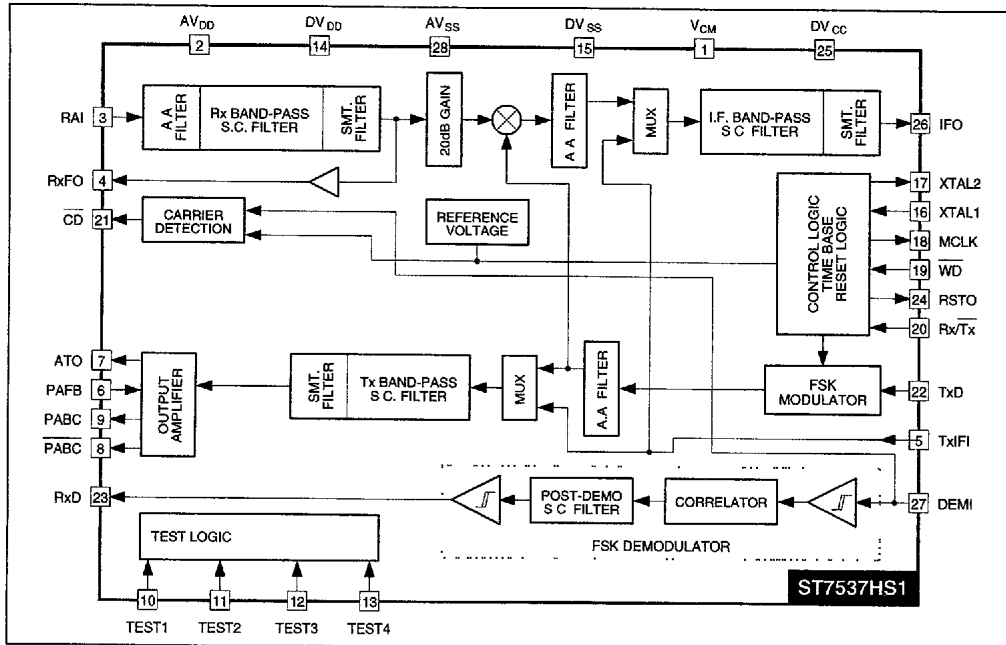 AVDD DVDD AVSS DVSS VCM DVCC
2 14 28 15 1 25
RAI 3
A A FILTER
Rx BAND-PASS
S.C. FILTER
SMT. FILTER
20dB GAIN
A A FILTER
MUX
I.F. BAND-PASS
S C FILTER
SMT. FILTER
26 IFO
RxFO 4
C̅D̅ 21
CARRIER
DETECTION
REFERENCE
VOLTAGE
CONTROL LOGIC
TIME BASE
RESET LOGIC
17 XTAL2
16 XTAL1
18 MCLK
19 W̅D̅
24 RSTO
20 Rx/T̅x̅
ATO 7
PAFB 6
PABC 9
P̅A̅B̅C̅ 8
OUTPUT
AMPLIFIER
SMT. FILTER
Tx BAND-PASS
S C. FILTER
MUX
A.A FILTER
FSK
MODULATOR
22 TxD
5 TxIFI
RxD 23
POST-DEMO
S C FILTER
CORRELATOR
27 DEMI
FSK DEMODULATOR
TEST LOGIC
10 11 12 13
TEST1 TEST2 TEST3 TEST4
ST7537HS1